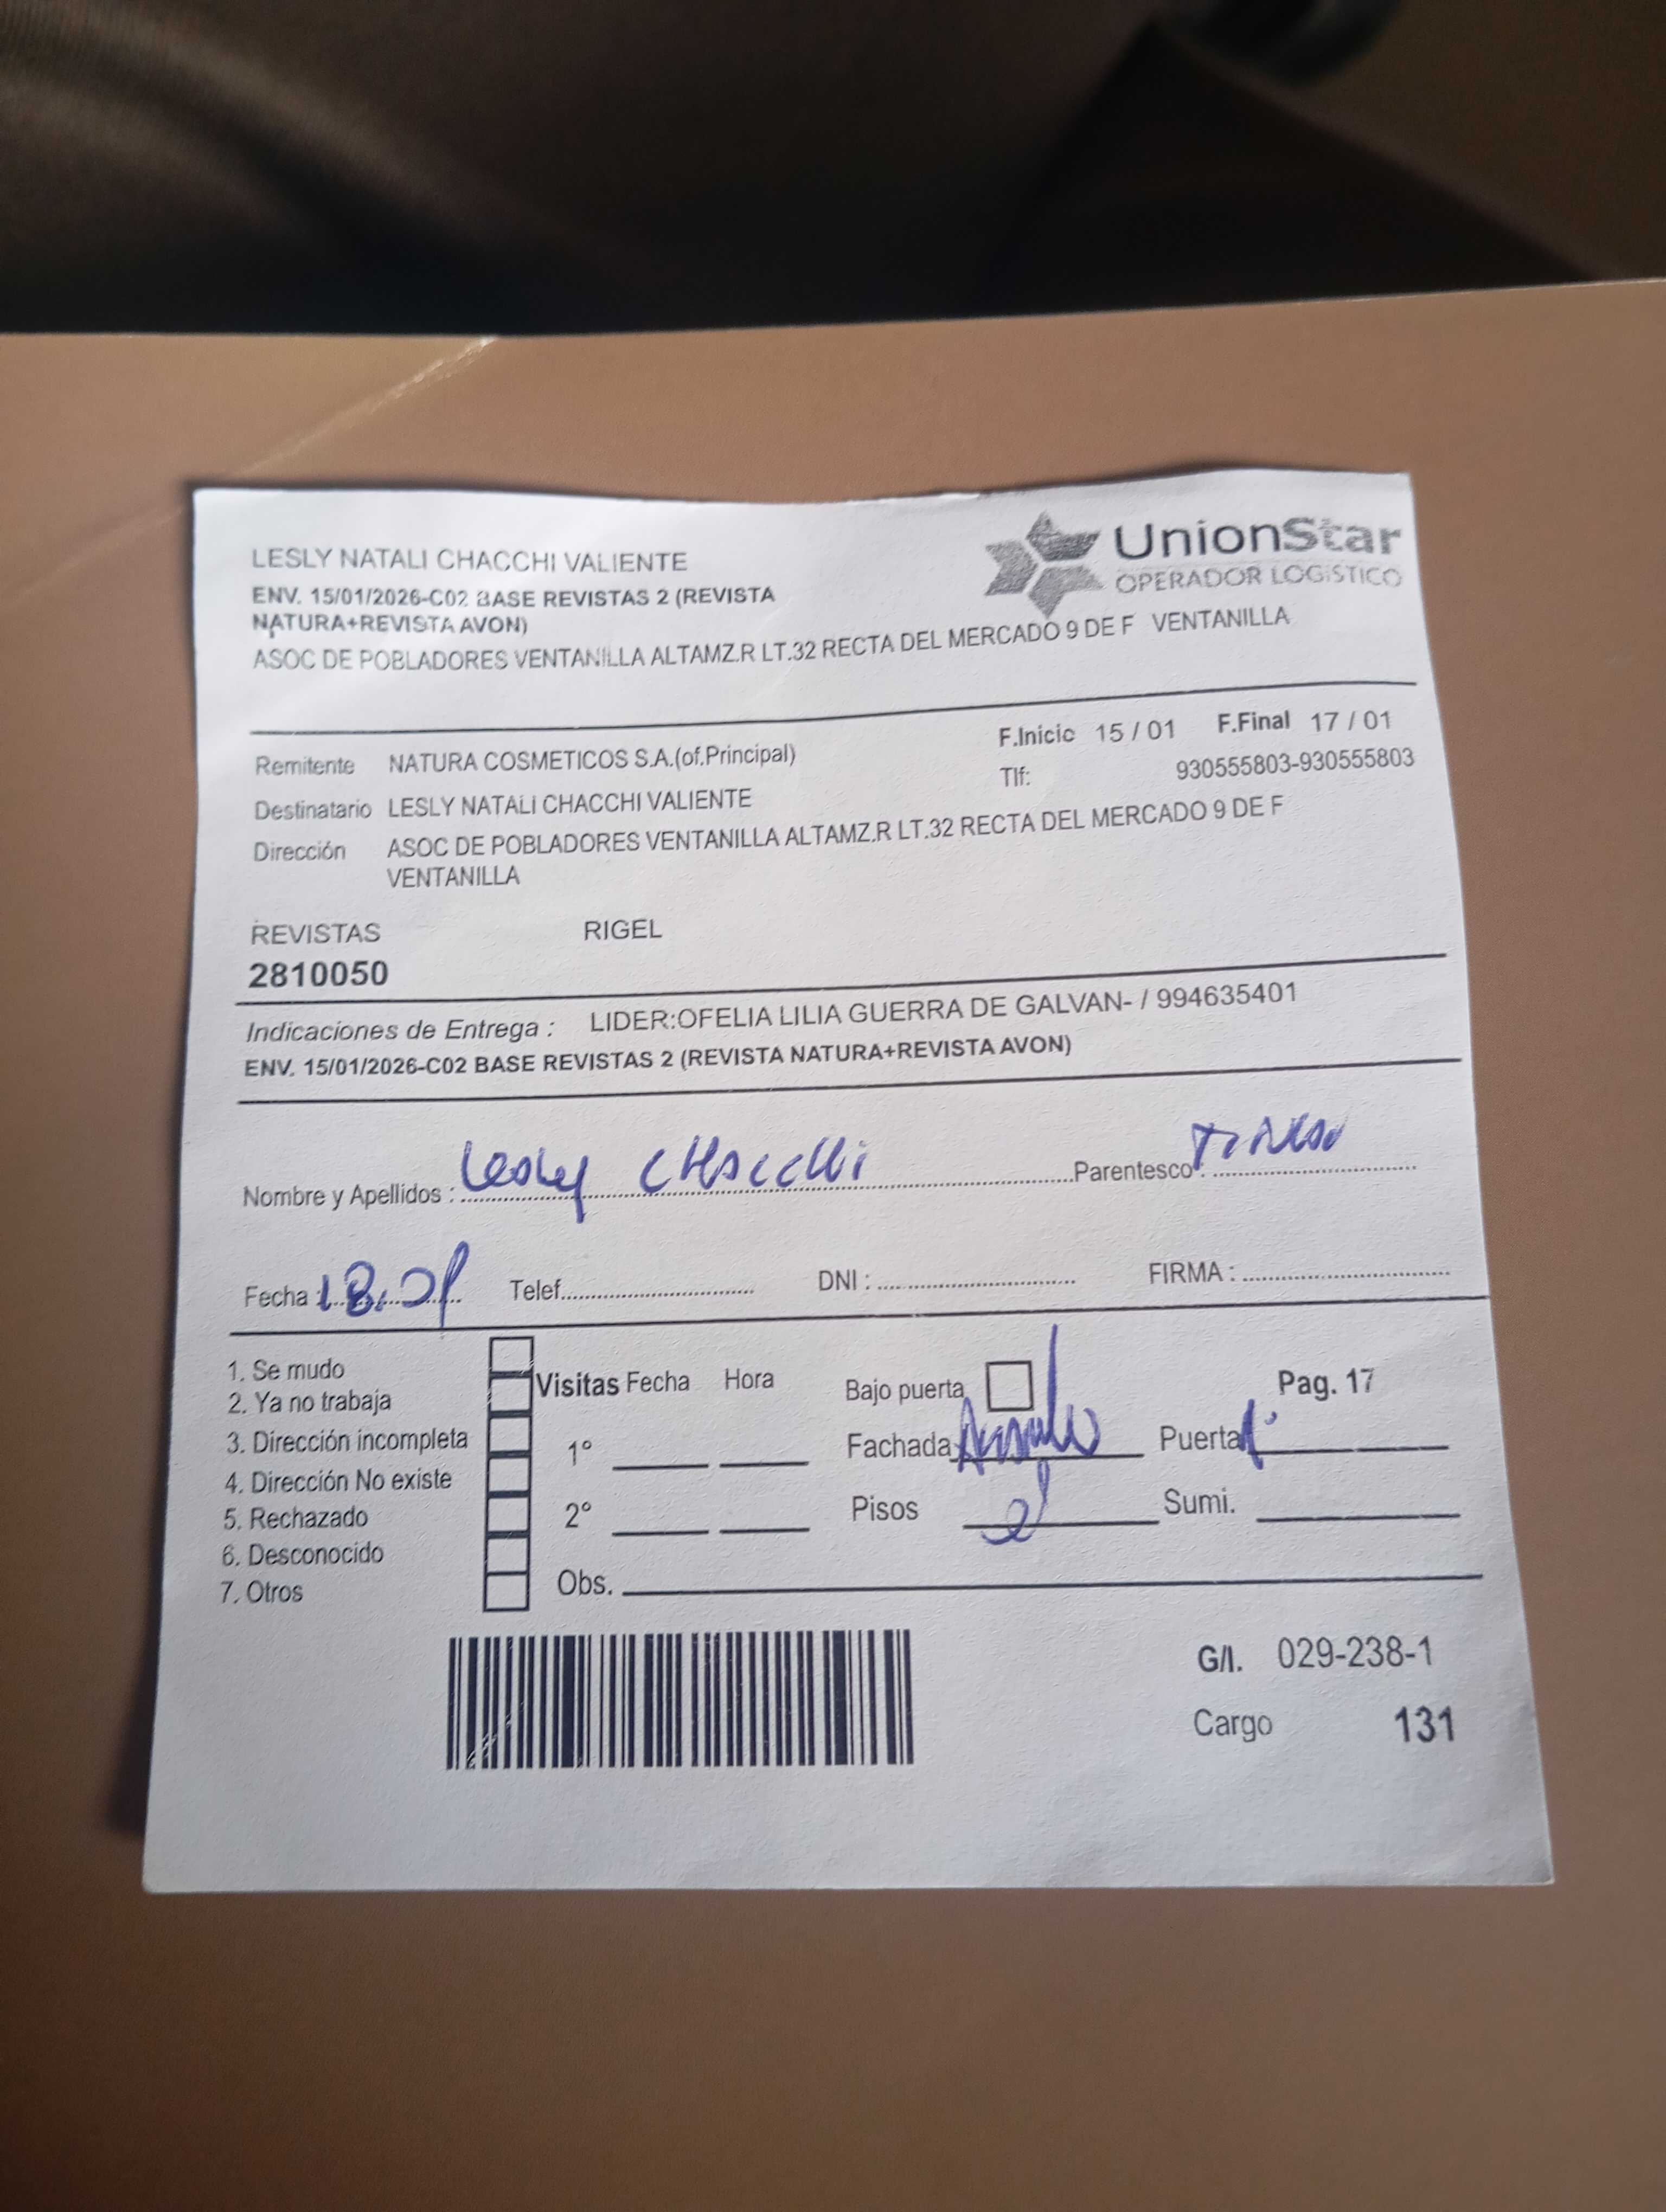 LESLY NATALI CHACCHI VALIENTE
UnionStar
OPERADOR LOGISTICO
ENV. 15/01/2026-C02 BASE REVISTAS 2 (REVISTA
NATURA+REVISTA AVON)
ASOC DE POBLADORES VENTANILLA ALTAMZ.R LT.32 RECTA DEL MERCADO 9 DE F VENTANILLA
F.Inicio 15 / 01 F.Final 17 / 01
Remitente NATURA COSMETICOS S.A.(of.Principal)
Tlf: 930555803-930555803
Destinatario LESLY NATALI CHACCHI VALIENTE
Dirección ASOC DE POBLADORES VENTANILLA ALTAMZ.R LT.32 RECTA DEL MERCADO 9 DE F
VENTANILLA
REVISTAS RIGEL
2810050
Indicaciones de Entrega : LIDER:OFELIA LILIA GUERRA DE GALVAN- / 994635401
ENV. 15/01/2026-C02 BASE REVISTAS 2 (REVISTA NATURA+REVISTA AVON)
Nombre y Apellidos : Lesly CHacchi Parentesco :
Fecha : 18.01 Telef. DNI : FIRMA :
1. Se mudo
2. Ya no trabaja
3. Dirección incompleta
4. Dirección No existe
5. Rechazado
6. Desconocido
7. Otros
Visitas Fecha Hora
1°
2°
Obs.
Bajo puerta
Pag. 17
Fachada Puerta
Pisos Sumi.
G/I. 029-238-1
Cargo 131